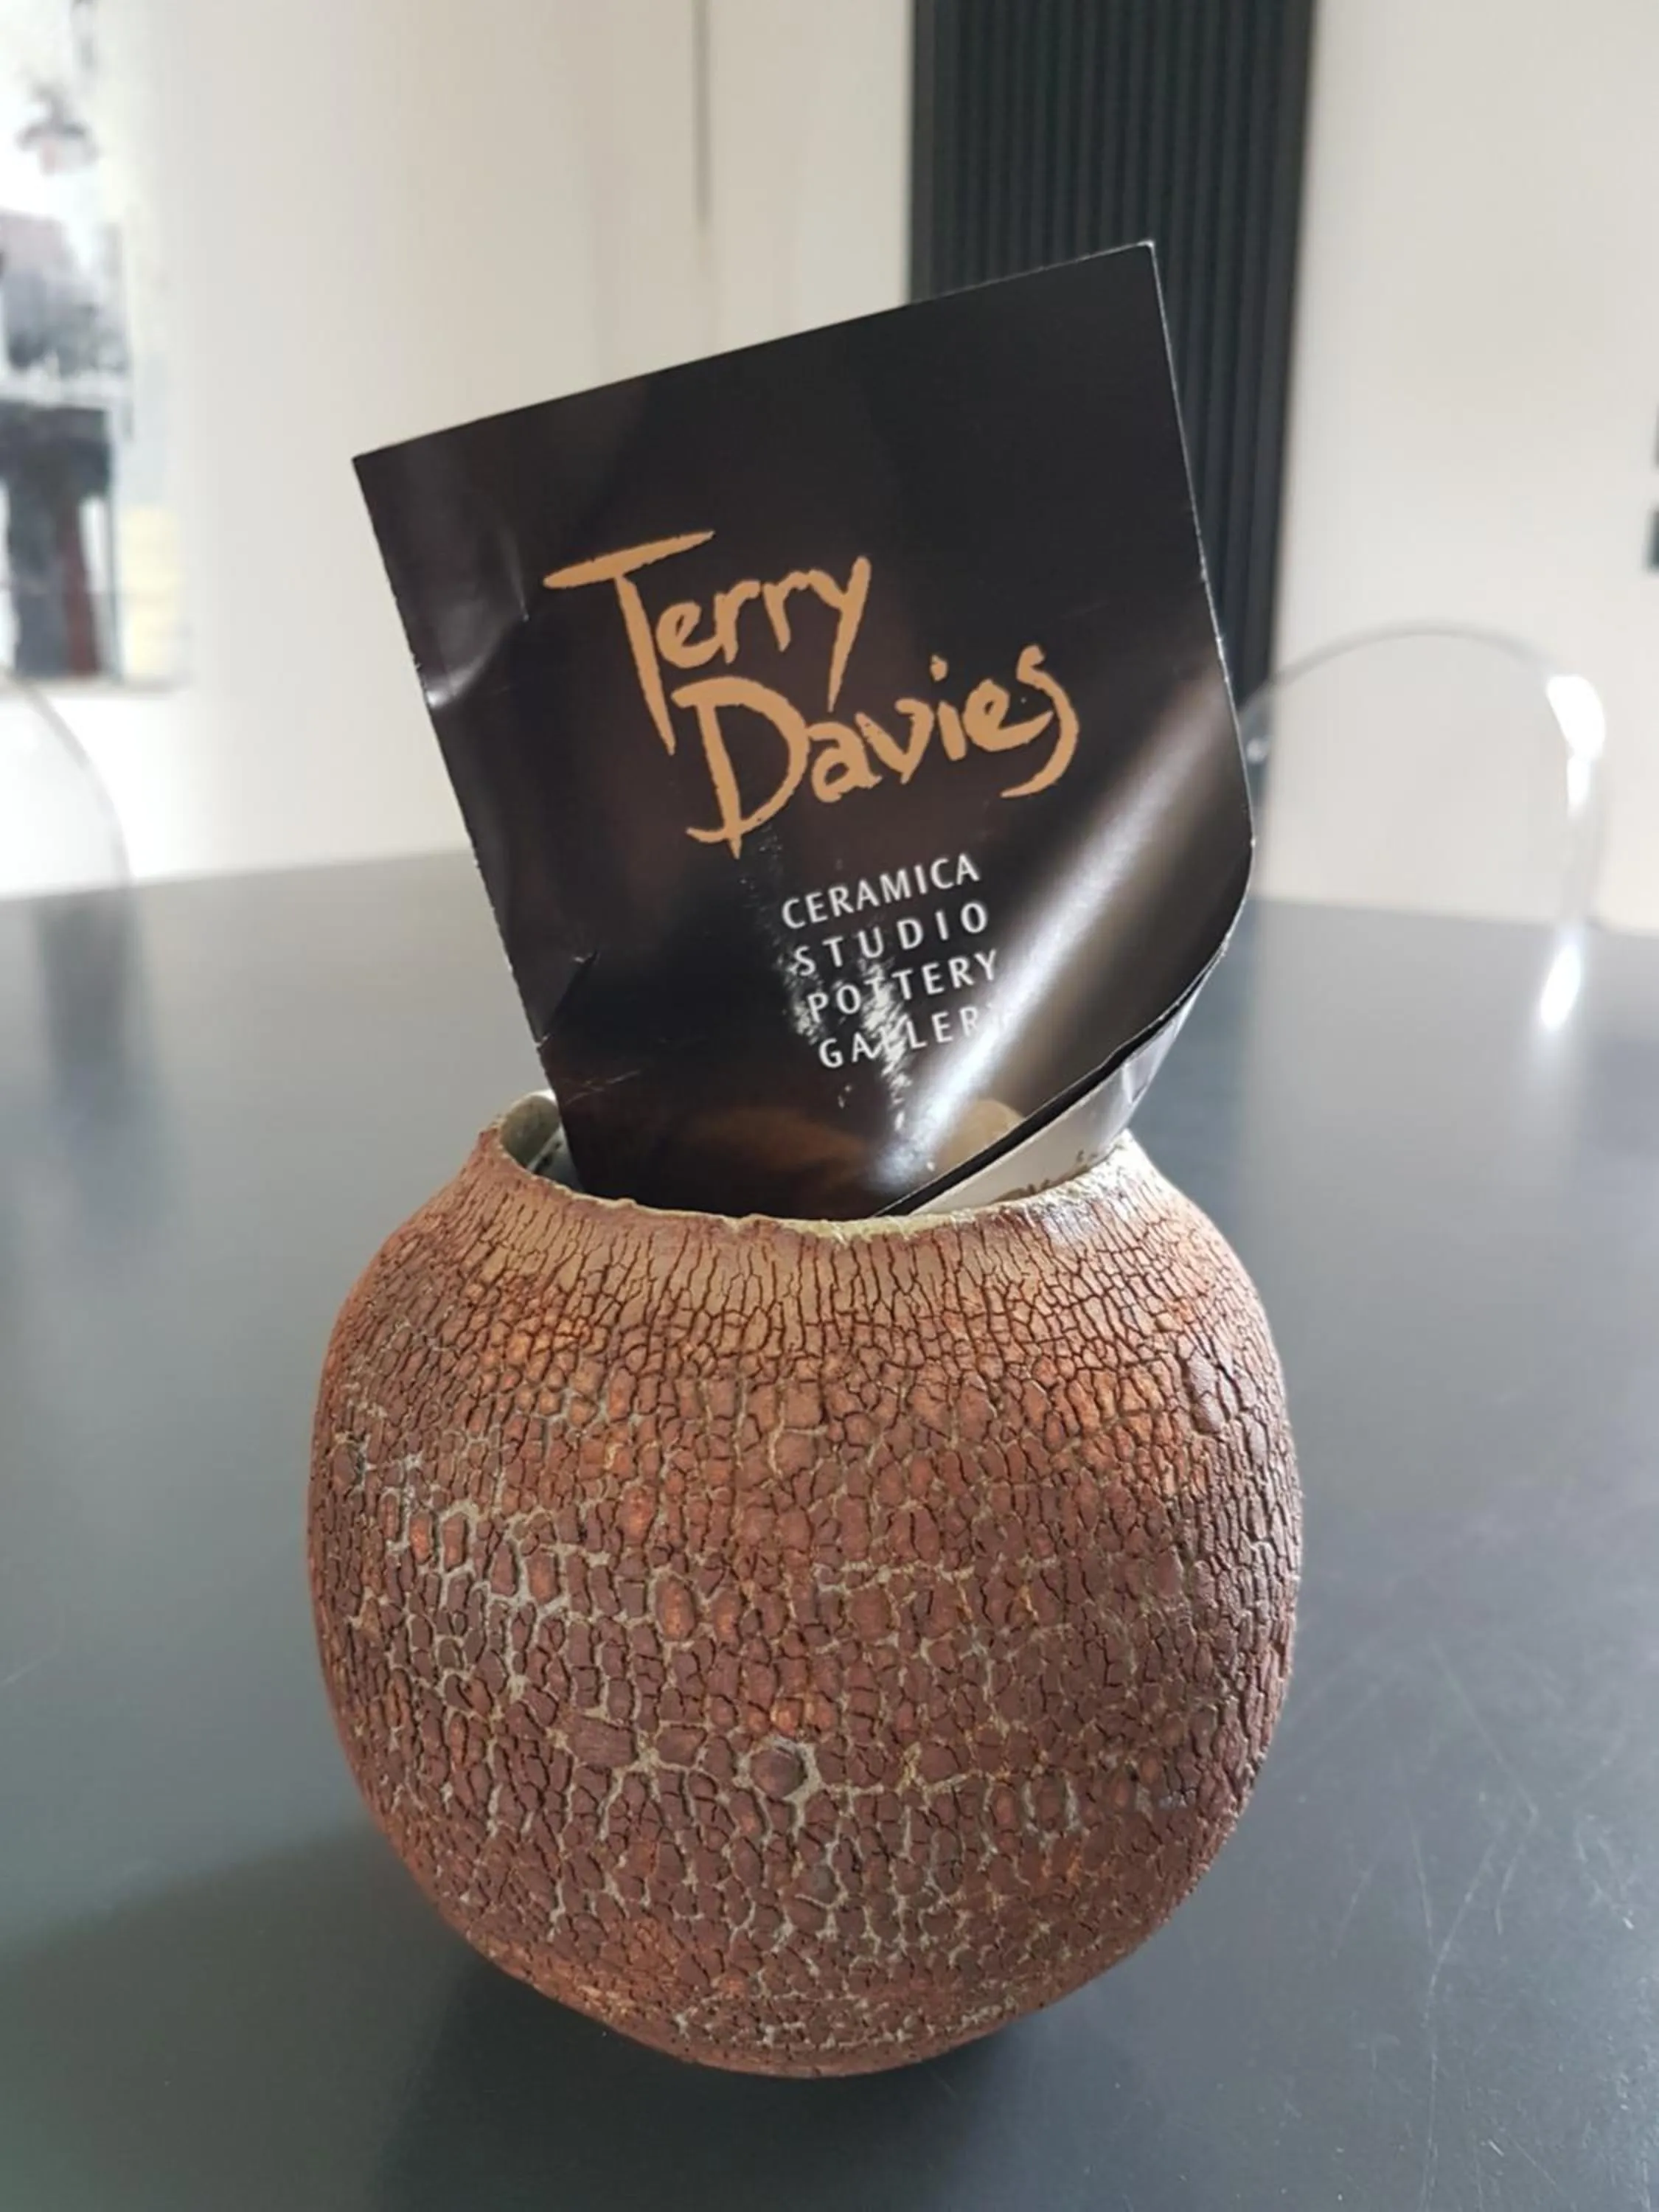 Terry
Davies
CERAMICA
STUDIO
POTTERY
GALLERY